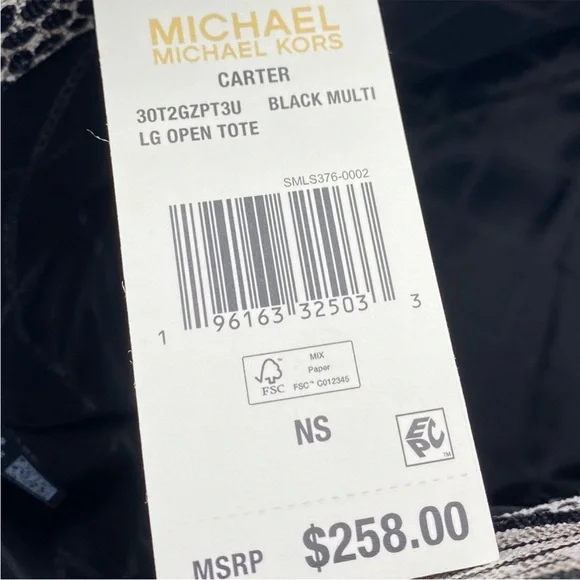 MICHAEL
MICHAEL KORS
CARTER
30T2GZPT3U BLACK MULTI
LG OPEN TOTE
SMLS376-0002
1 96163 32503 3
FSC
MIX
Paper
FSC™ C012345
NS
EPC™
MSRP $258.00